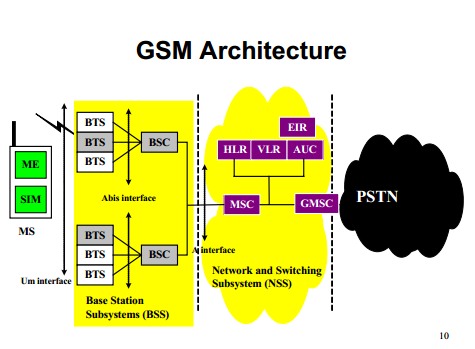 GSM Architecture
EIR
HLR VLR AUC
BTS
BTS
BTS
BSC
ME
SIM
MS
Abis interface
MSC
GMSC
PSTN
BTS
BTS
BTS
BSC
A interface
Um interface
Network and Switching
Subsystem (NSS)
Base Station
Subsystems (BSS)
10